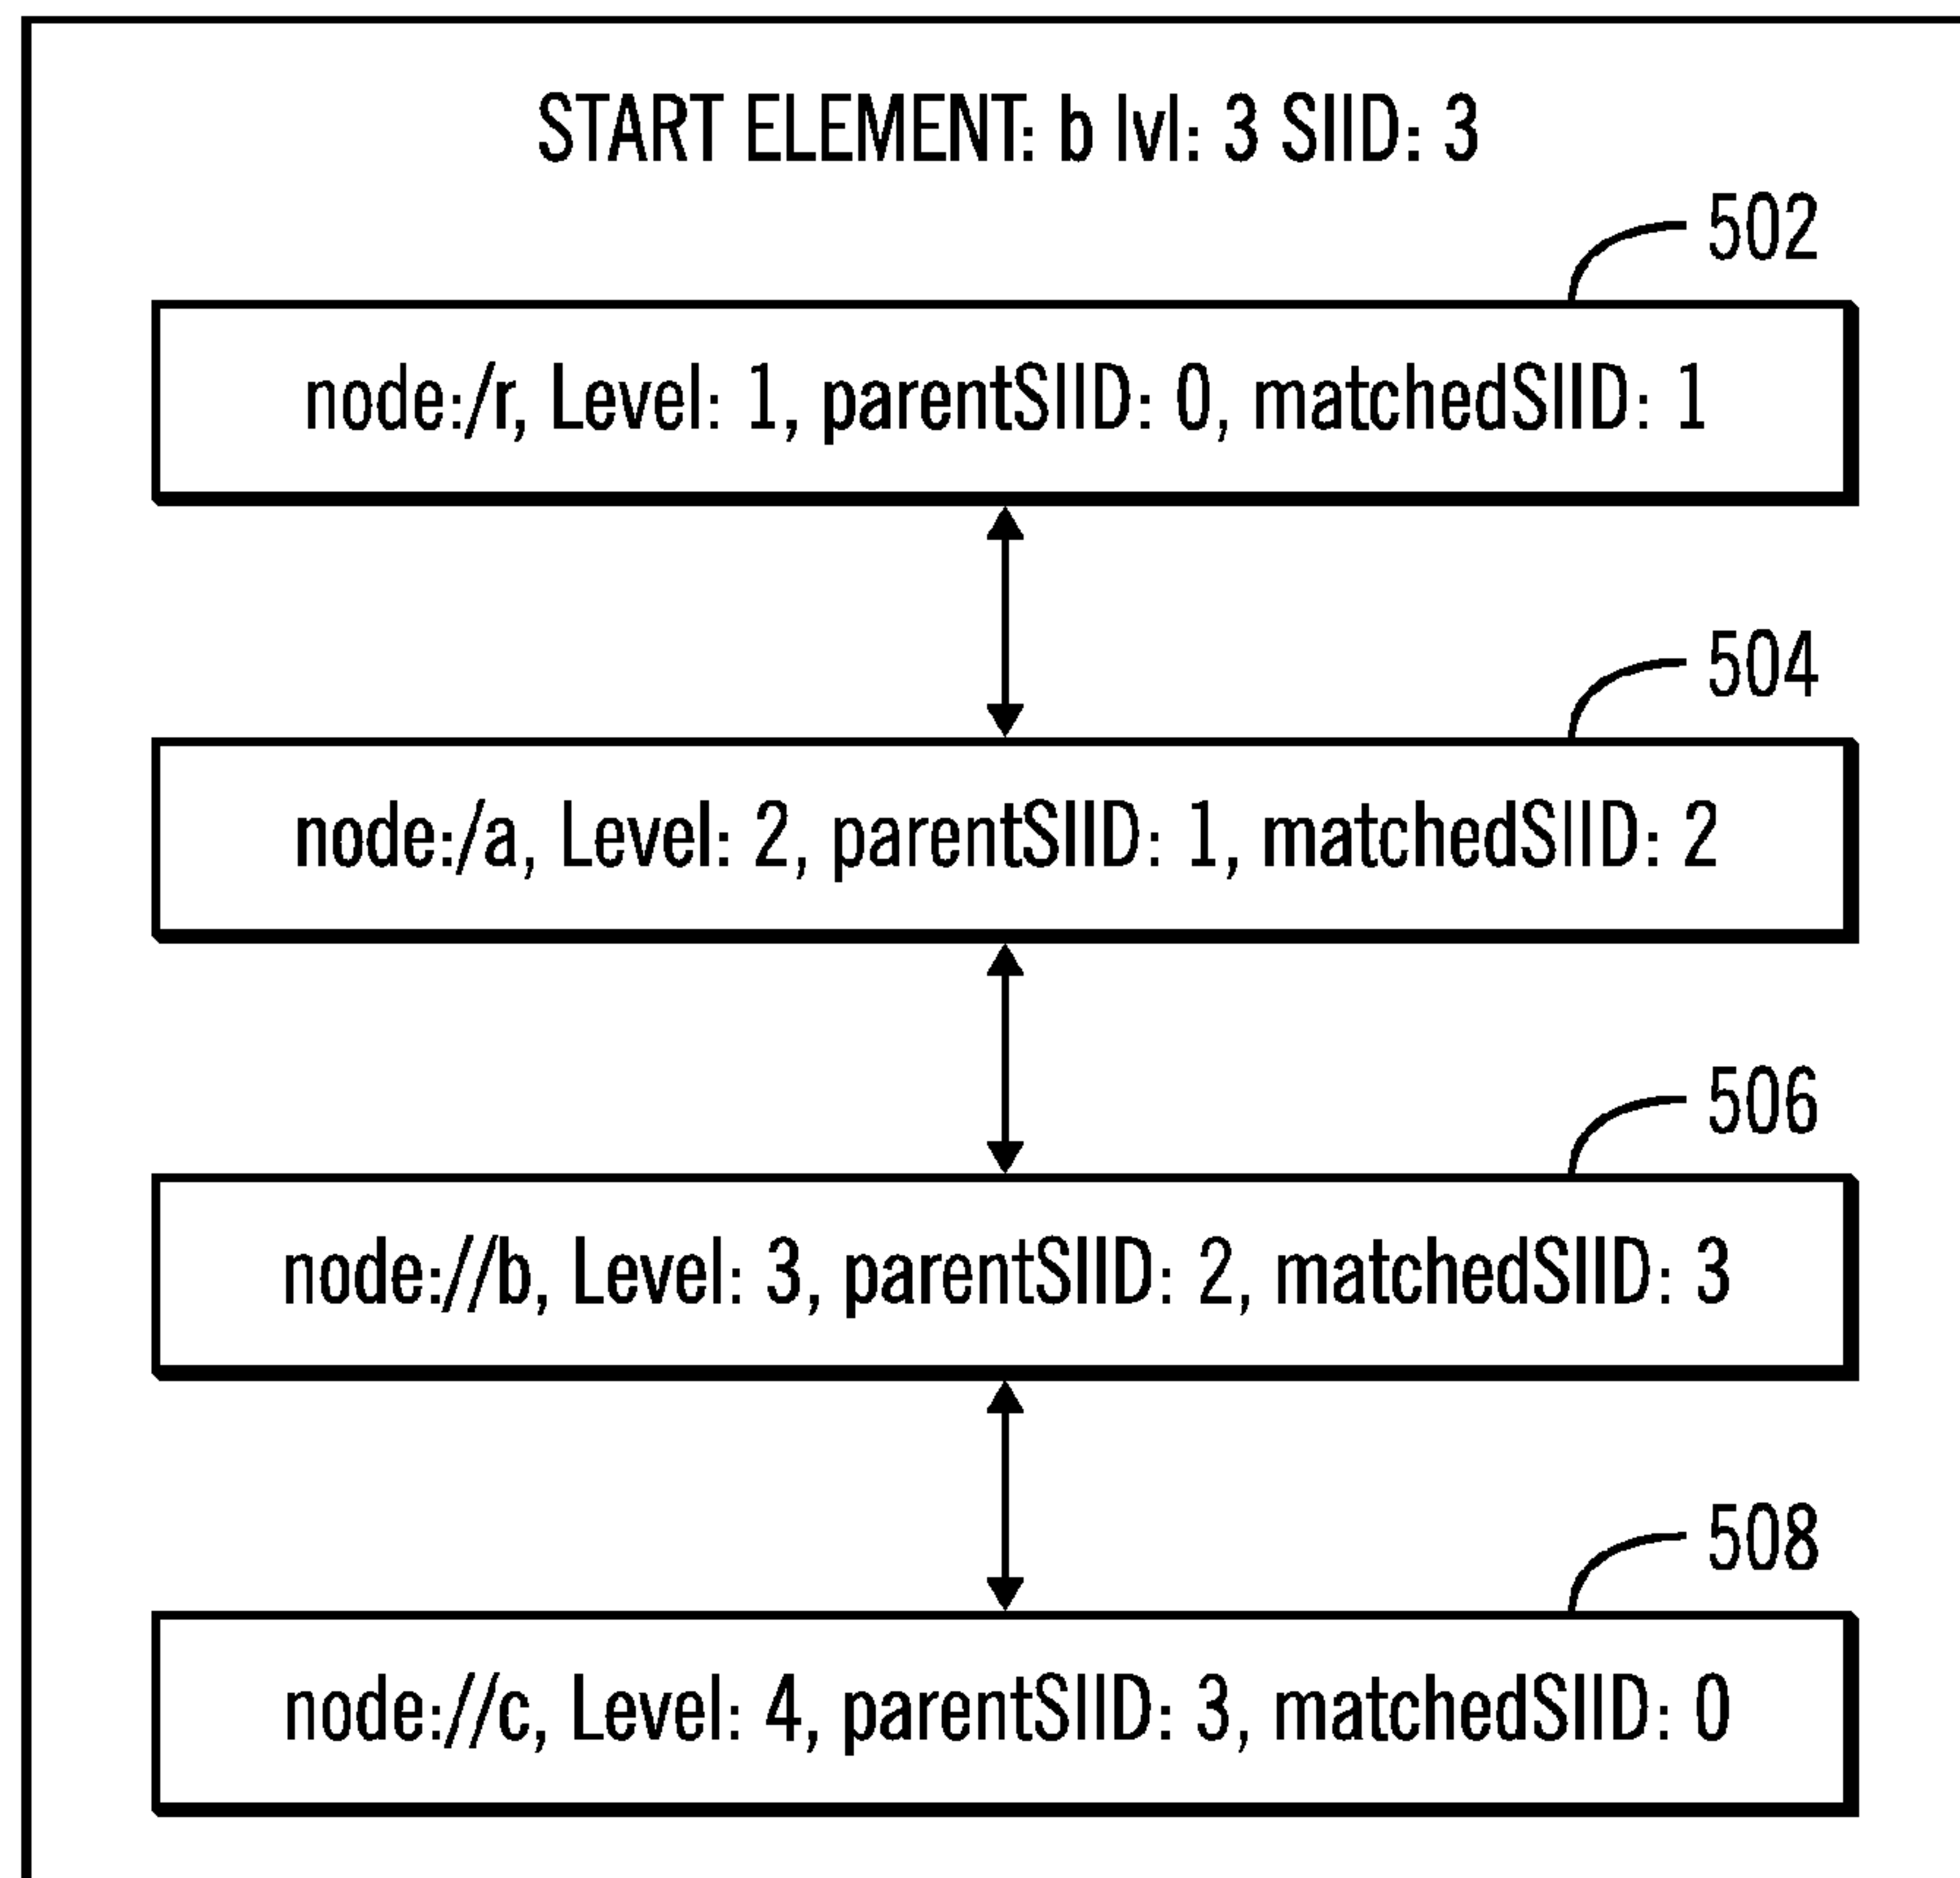 START ELEMENT: b lvl: 3 SIID: 3
502
node:/r, Level: 1, parentSIID: 0, matchedSIID: 1
504
node:/a, Level: 2, parentSIID: 1, matchedSIID: 2
506
node://b, Level: 3, parentSIID: 2, matchedSIID: 3
508
node://c, Level: 4, parentSIID: 3, matchedSIID: 0